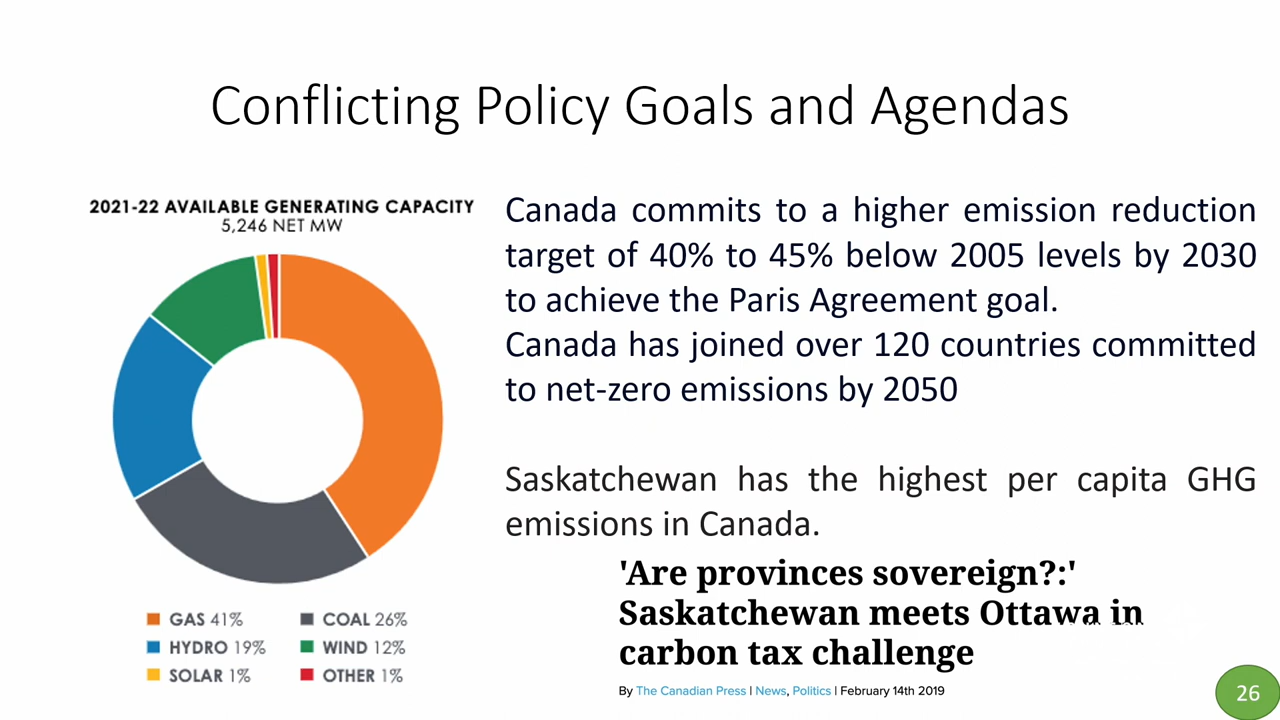 Conflicting Policy Goals and Agendas
2021-22 AVAILABLE GENERATING CAPACITY
5,246 NET MW
GAS 41%
COAL 26%
HYDRO 19%
WIND 12%
SOLAR 1%
OTHER 1%
Canada commits to a higher emission reduction
target of 40% to 45% below 2005 levels by 2030
to achieve the Paris Agreement goal.
Canada has joined over 120 countries committed
to net-zero emissions by 2050
Saskatchewan has the highest per capita GHG
emissions in Canada.
'Are provinces sovereign?:'
Saskatchewan meets Ottawa in
carbon tax challenge
By The Canadian Press | News, Politics | February 14th 2019
26